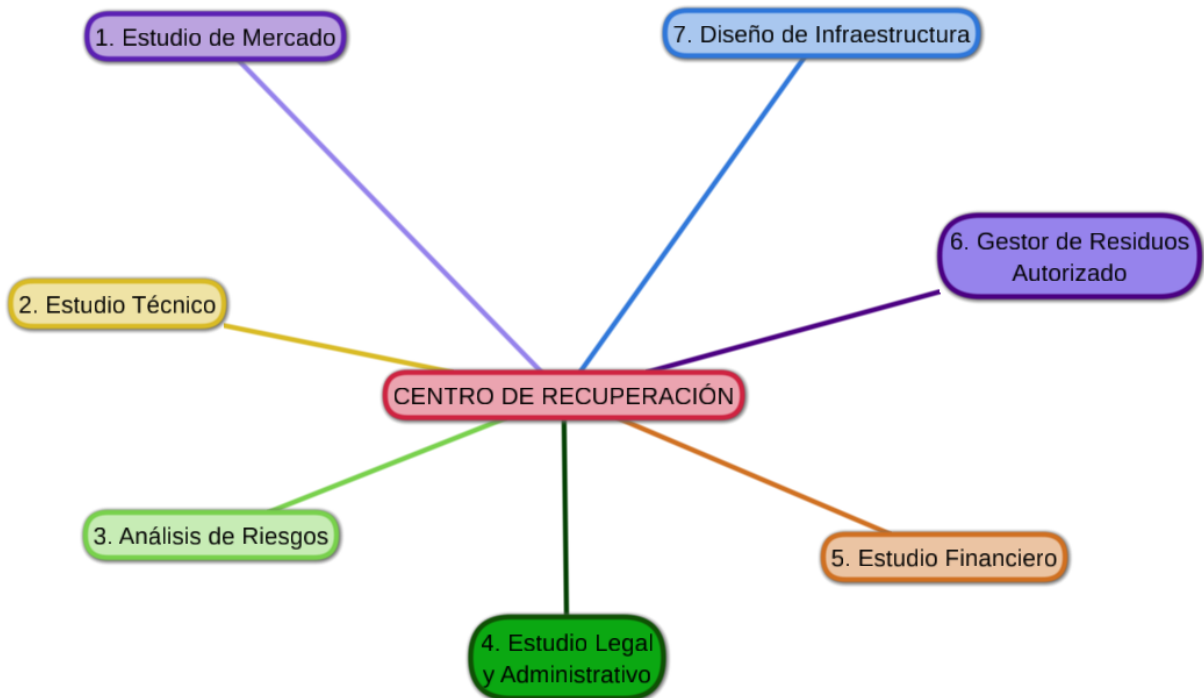 1. Estudio de Mercado
7. Diseño de Infraestructura
6. Gestor de Residuos
Autorizado
2. Estudio Técnico
CENTRO DE RECUPERACIÓN
3. Análisis de Riesgos
5. Estudio Financiero
4. Estudio Legal
y Administrativo